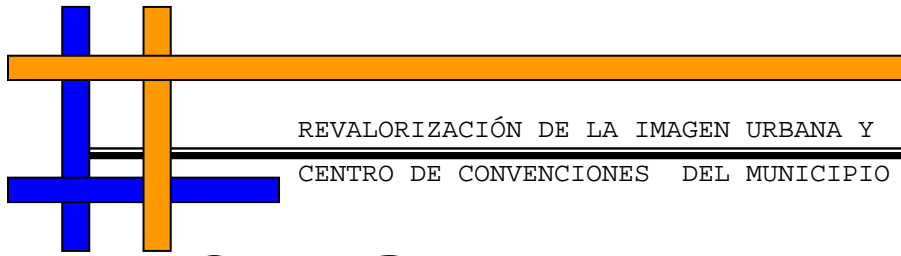 REVALORIZACIÓN DE LA IMAGEN URBANA Y
CENTRO DE CONVENCIONES DEL MUNICIPIO